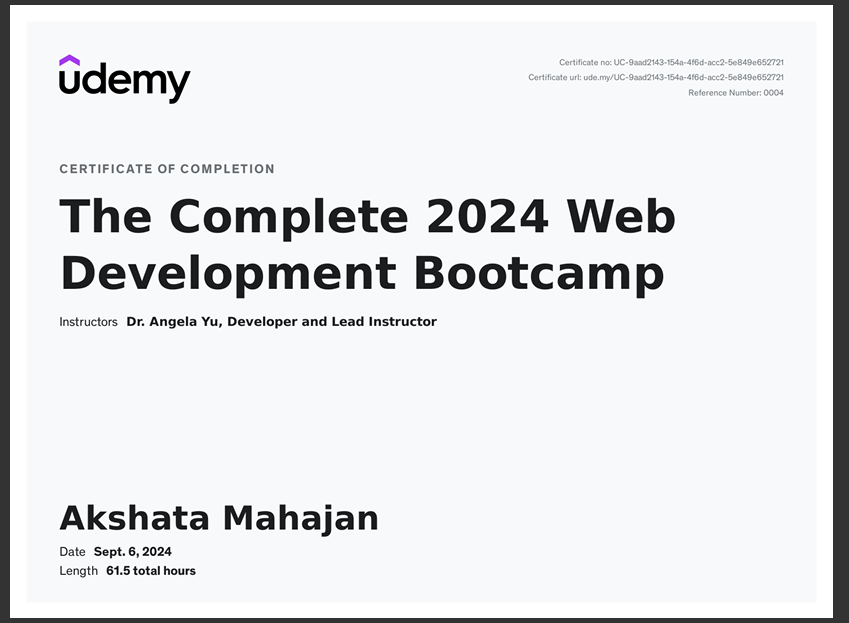 udemy
Certificate no: UC-9aad2143-154a-4f6d-acc2-5e849e652721
Certificate url: ude.my/UC-9aad2143-154a-4f6d-acc2-5e849e652721
Reference Number: 0004
CERTIFICATE OF COMPLETION
The Complete 2024 Web
Development Bootcamp
Instructors Dr. Angela Yu, Developer and Lead Instructor
Akshata Mahajan
Date Sept. 6, 2024
Length 61.5 total hours